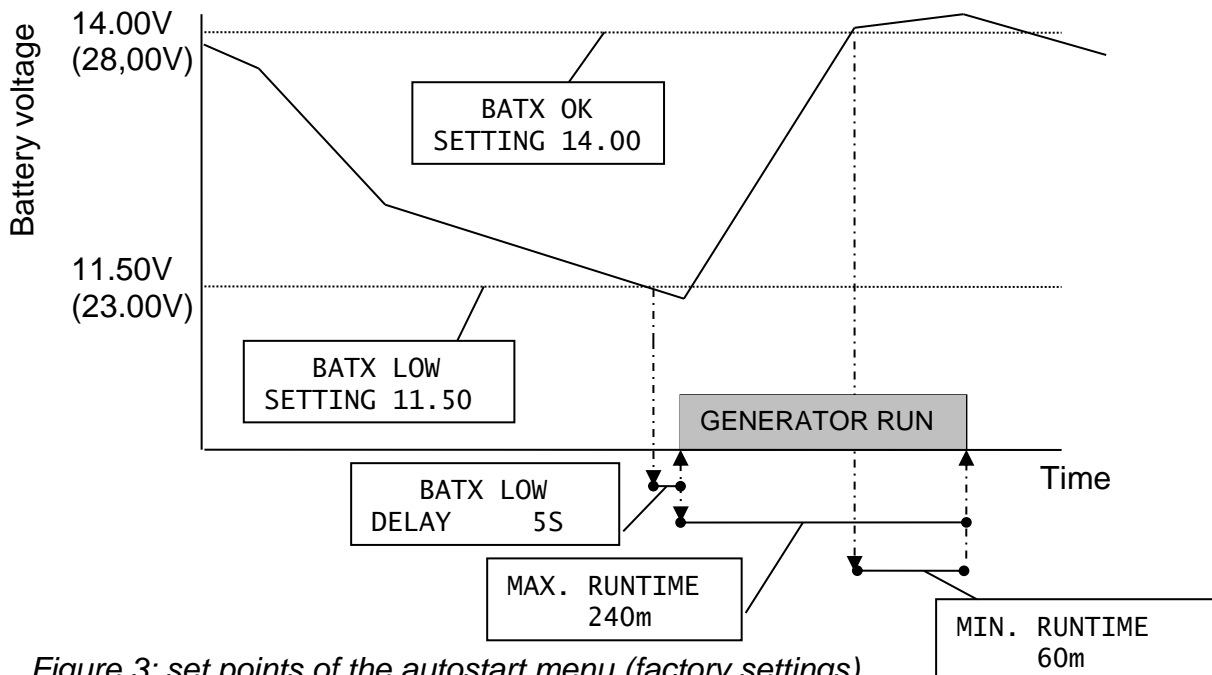 Battery voltage
14.00V
(28,00V)
BATX OK
SETTING 14.00
11.50V
(23.00V)
BATX LOW
SETTING 11.50
GENERATOR RUN
Time
BATX LOW
DELAY 5S
MAX. RUNTIME
240m
MIN. RUNTIME
60m
Figure 3: set points of the autostart menu (factory settings)